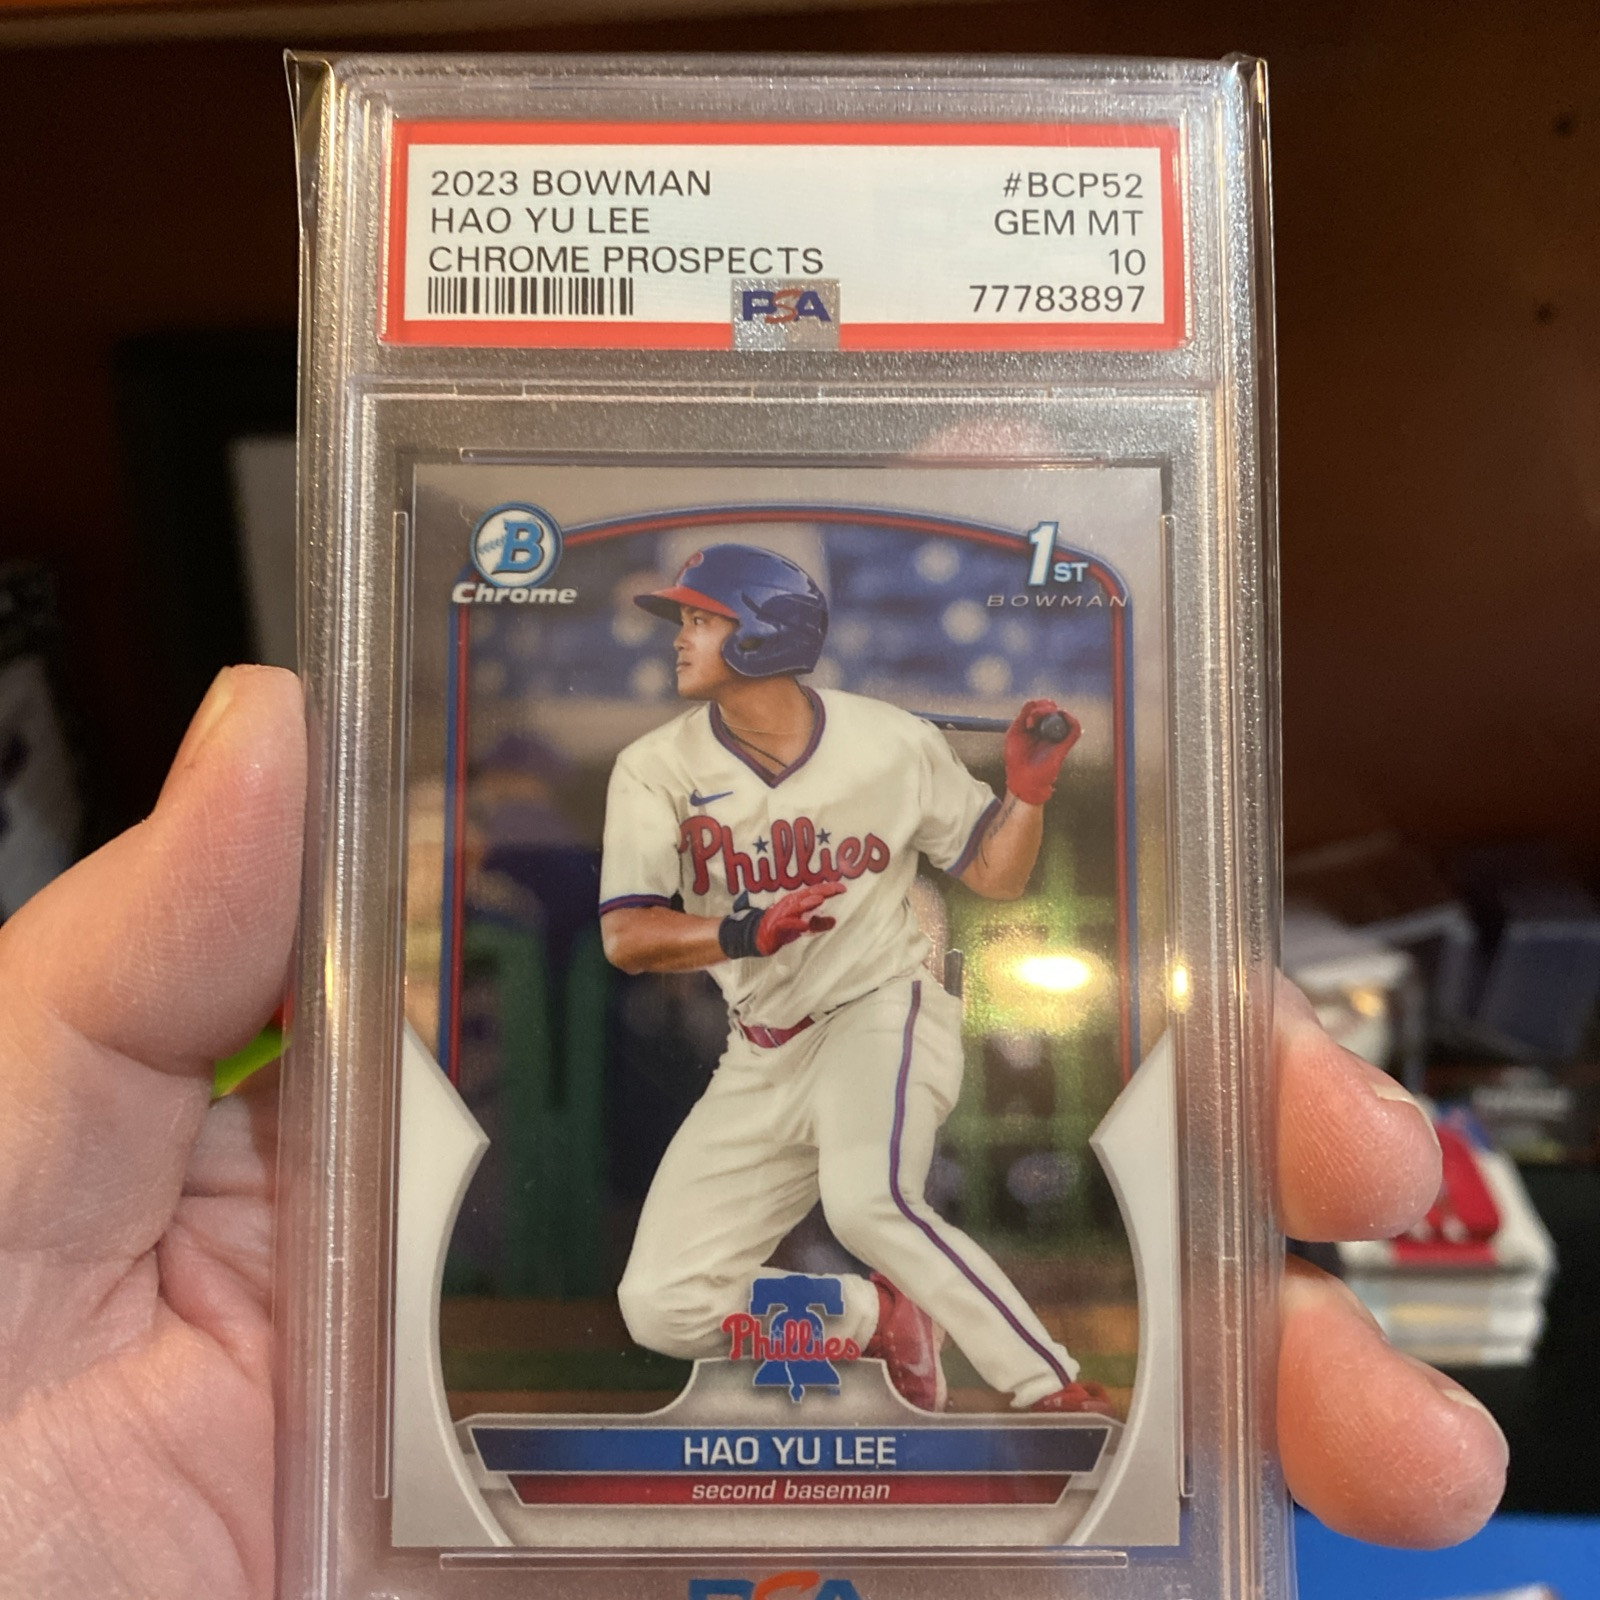 2023 BOWMAN #BCP52
HAO YU LEE GEM MT
CHROME PROSPECTS 10
77783897
PSA
B
Chrome
1ST
BOWMAN
Phillies
Phillies
HAO YU LEE
second baseman
PSA